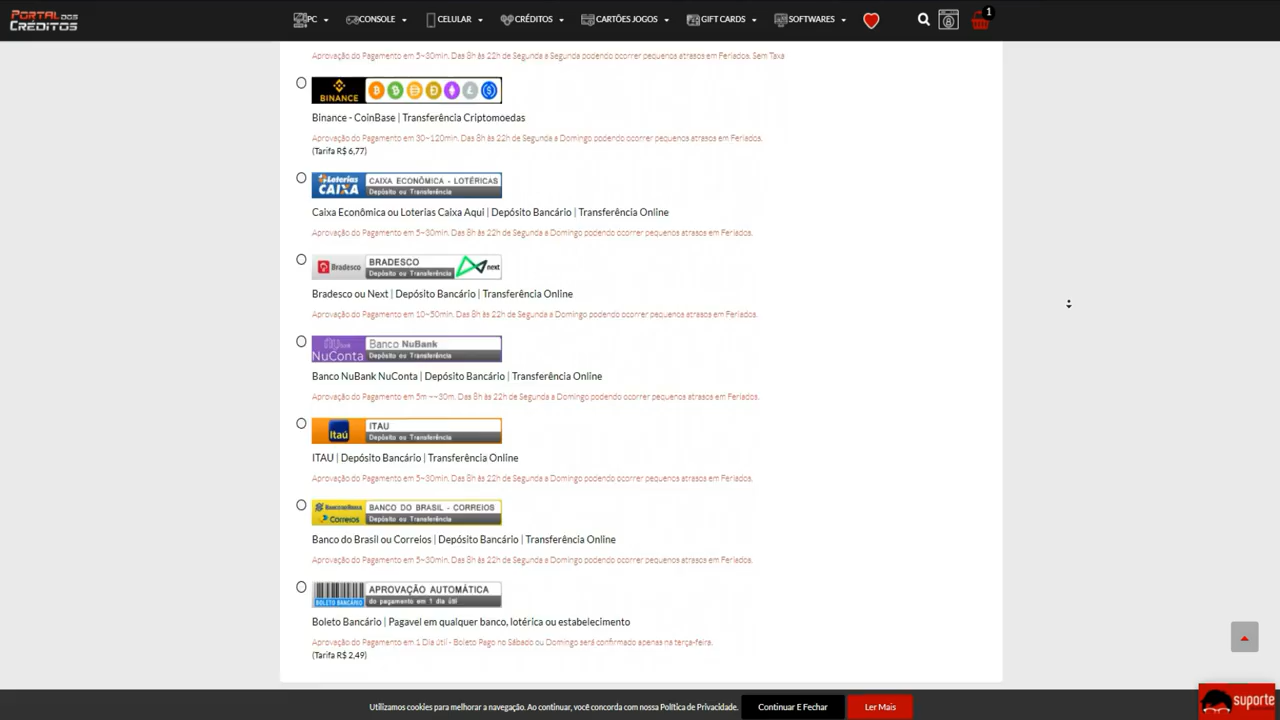 PORTAL DOS CRÉDITOS
PC CONSOLE CELULAR CRÉDITOS CARTÕES JOGOS GIFT CARDS SOFTWARES 1
Aprovação do Pagamento em 5~30min. Das 8h às 22h de Segunda a Segunda podendo ocorrer pequenos atrasos em Feriados. Sem Taxa
BINANCE
Binance - CoinBase | Transferência Criptomoedas
Aprovação do Pagamento em 30~120min. Das 8h às 22h de Segunda a Domingo podendo ocorrer pequenos atrasos em Feriados.
(Tarifa R$ 6,77)
Loterias CAIXA CAIXA ECONÔMICA - LOTÉRICAS
Depósito ou Transferência
Caixa Econômica ou Loterias Caixa Aqui | Depósito Bancário | Transferência Online
Aprovação do Pagamento em 5~30min. Das 8h às 22h de Segunda a Domingo podendo ocorrer pequenos atrasos em Feriados.
Bradesco BRADESCO next
Depósito ou Transferência
Bradesco ou Next | Depósito Bancário | Transferência Online
Aprovação do Pagamento em 10~50min. Das 8h às 22h de Segunda a Domingo podendo ocorrer pequenos atrasos em Feriados.
NuConta Banco NuBank
Depósito ou Transferência
Banco NuBank NuConta | Depósito Bancário | Transferência Online
Aprovação do Pagamento em 5m ~~30m. Das 8h às 22h de Segunda a Domingo podendo ocorrer pequenos atrasos em Feriados.
Itaú ITAU
Depósito ou Transferência
ITAU | Depósito Bancário | Transferência Online
Aprovação do Pagamento em 5~30min. Das 8h às 22h de Segunda a Domingo podendo ocorrer pequenos atrasos em Feriados.
BANCO DO BRASIL BANCO DO BRASIL - CORREIOS
Correios Depósito ou Transferência
Banco do Brasil ou Correios | Depósito Bancário | Transferência Online
Aprovação do Pagamento em 5~30min. Das 8h às 22h de Segunda a Domingo podendo ocorrer pequenos atrasos em Feriados.
APROVAÇÃO AUTOMÁTICA
BOLETO BANCÁRIO do pagamento em 1 dia útil
Boleto Bancário | Pagavel em qualquer banco, lotérica ou estabelecimento
Aprovação do Pagamento em 1 Dia Útil - Boleto Pago no Sábado ou Domingo será confirmado apenas na terça-feira.
(Tarifa R$ 2,49)
Utilizamos cookies para melhorar a navegação. Ao continuar, você concorda com nossa Política de Privacidade. Continuar E Fechar Ler Mais
suporte